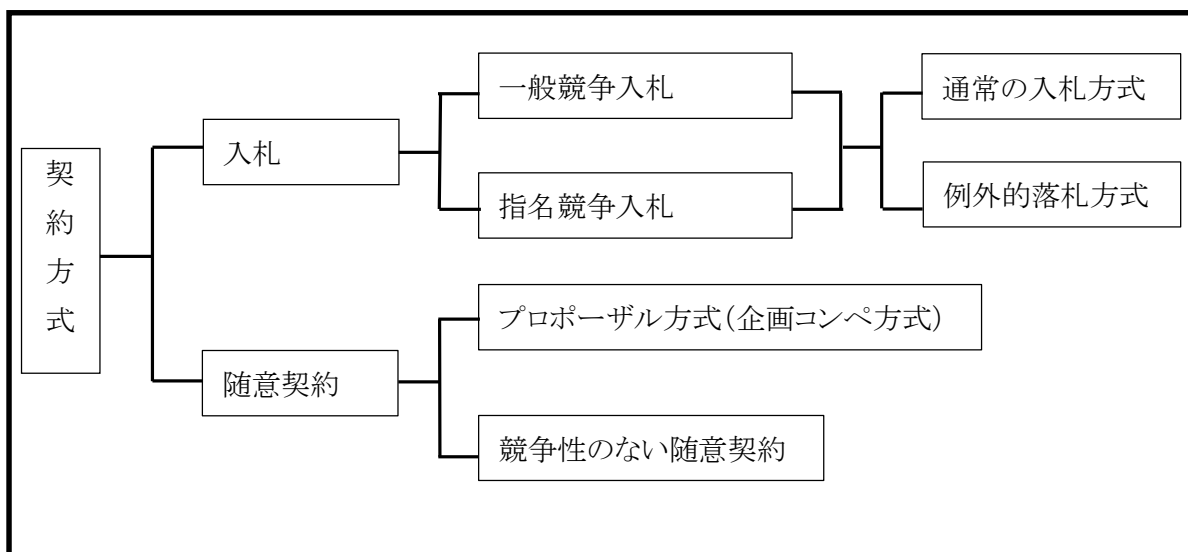 契約方式
入札
一般競争入札
指名競争入札
通常の入札方式
例外的落札方式
随意契約
プロポーザル方式(企画コンペ方式)
競争性のない随意契約